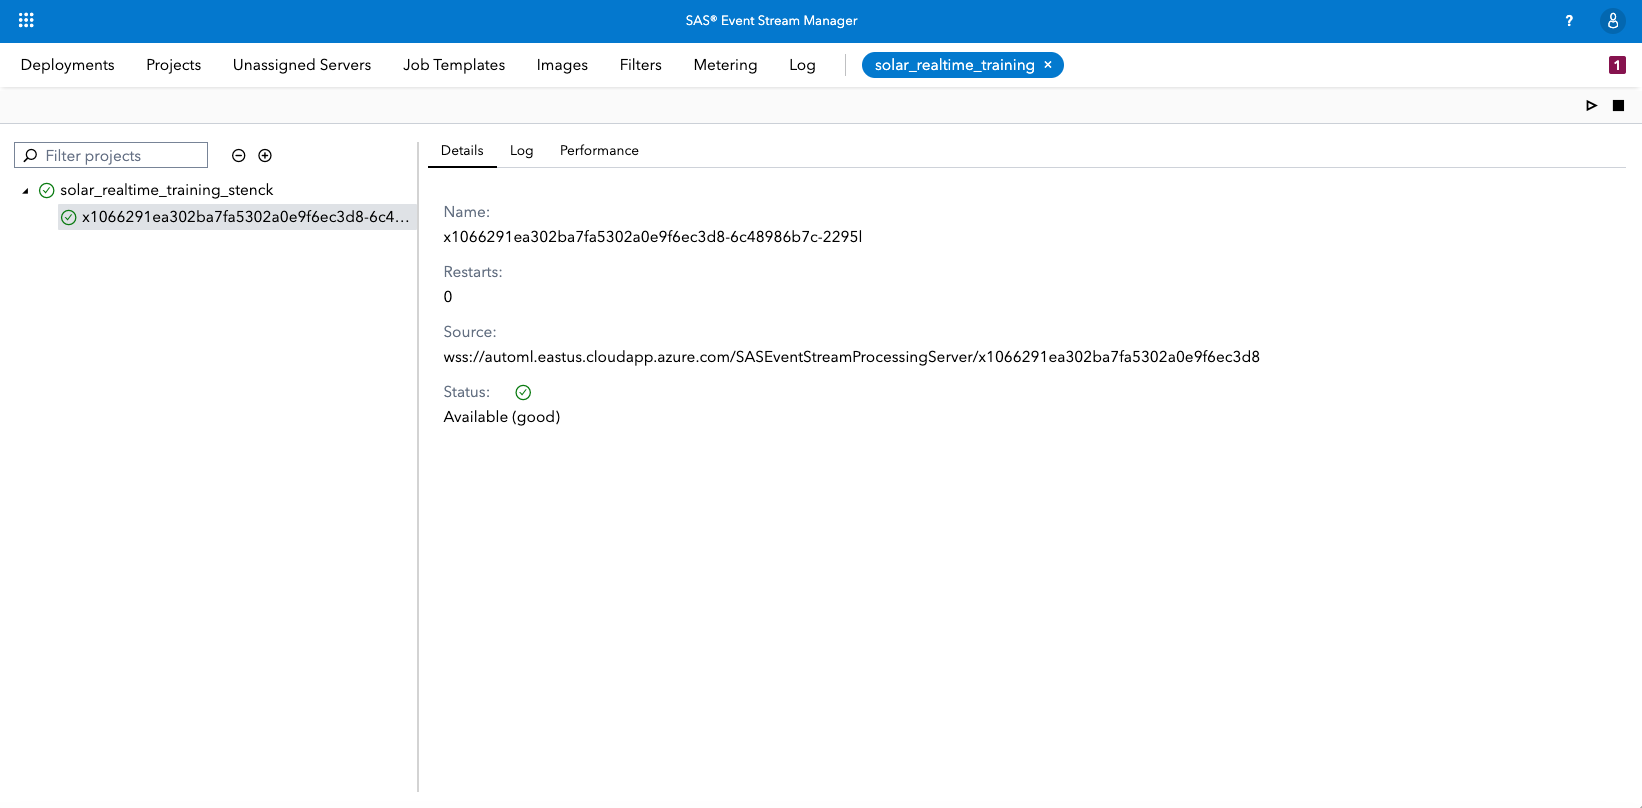 SAS® Event Stream Manager
?
Deployments Projects Unassigned Servers Job Templates Images Filters Metering Log solar_realtime_training × 1
Filter projects
solar_realtime_training_stenck
x1066291ea302ba7fa5302a0e9f6ec3d8-6c4...
Details Log Performance
Name:
x1066291ea302ba7fa5302a0e9f6ec3d8-6c48986b7c-2295l
Restarts:
0
Source:
wss://automl.eastus.cloudapp.azure.com/SASEventStreamProcessingServer/x1066291ea302ba7fa5302a0e9f6ec3d8
Status:
Available (good)